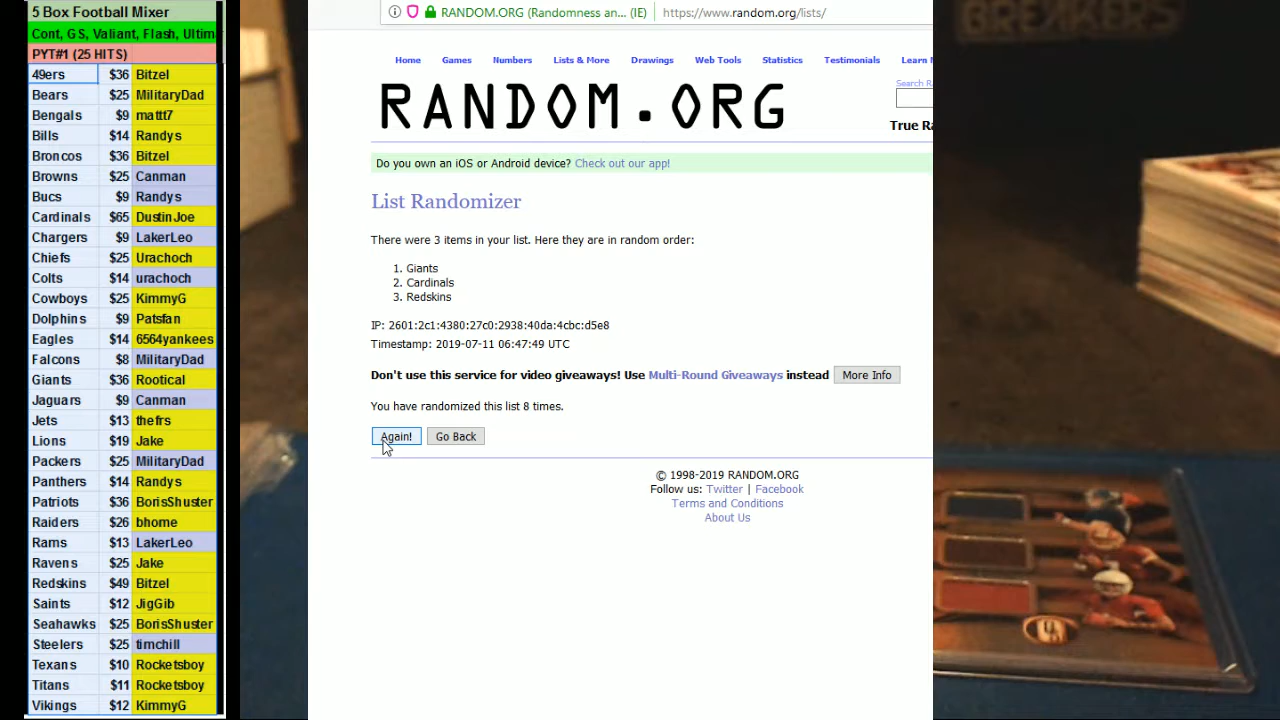 5 Box Football Mixer
Cont, GS, Valiant, Flash, Ultima
PYT#1 (25 HITS)
49ers $36 Bitzel
Bears $25 MilitaryDad
Bengals $9 mattt7
Bills $14 Randys
Broncos $36 Bitzel
Browns $25 Canman
Bucs $9 Randys
Cardinals $65 DustinJoe
Chargers $9 LakerLeo
Chiefs $25 Urachoch
Colts $14 urachoch
Cowboys $25 KimmyG
Dolphins $9 Patsfan
Eagles $14 6564yankees
Falcons $8 MilitaryDad
Giants $36 Rootical
Jaguars $9 Canman
Jets $13 thefrs
Lions $19 Jake
Packers $25 MilitaryDad
Panthers $14 Randys
Patriots $36 BorisShuster
Raiders $26 bhome
Rams $13 LakerLeo
Ravens $25 Jake
Redskins $49 Bitzel
Saints $12 JigGib
Seahawks $25 BorisShuster
Steelers $25 timchill
Texans $10 Rocketsboy
Titans $11 Rocketsboy
Vikings $12 KimmyG
RANDOM.ORG (Randomness an... (IE) https://www.random.org/lists/
Home Games Numbers Lists & More Drawings Web Tools Statistics Testimonials Learn
Search R
RANDOM.ORG
True Ra
Do you own an iOS or Android device? Check out our app!
List Randomizer
There were 3 items in your list. Here they are in random order:
1. Giants
2. Cardinals
3. Redskins
IP: 2601:2c1:4380:27c0:2938:40da:4cbc:d5e8
Timestamp: 2019-07-11 06:47:49 UTC
Don't use this service for video giveaways! Use Multi-Round Giveaways instead More Info
You have randomized this list 8 times.
Again! Go Back
© 1998-2019 RANDOM.ORG
Follow us: Twitter | Facebook
Terms and Conditions
About Us